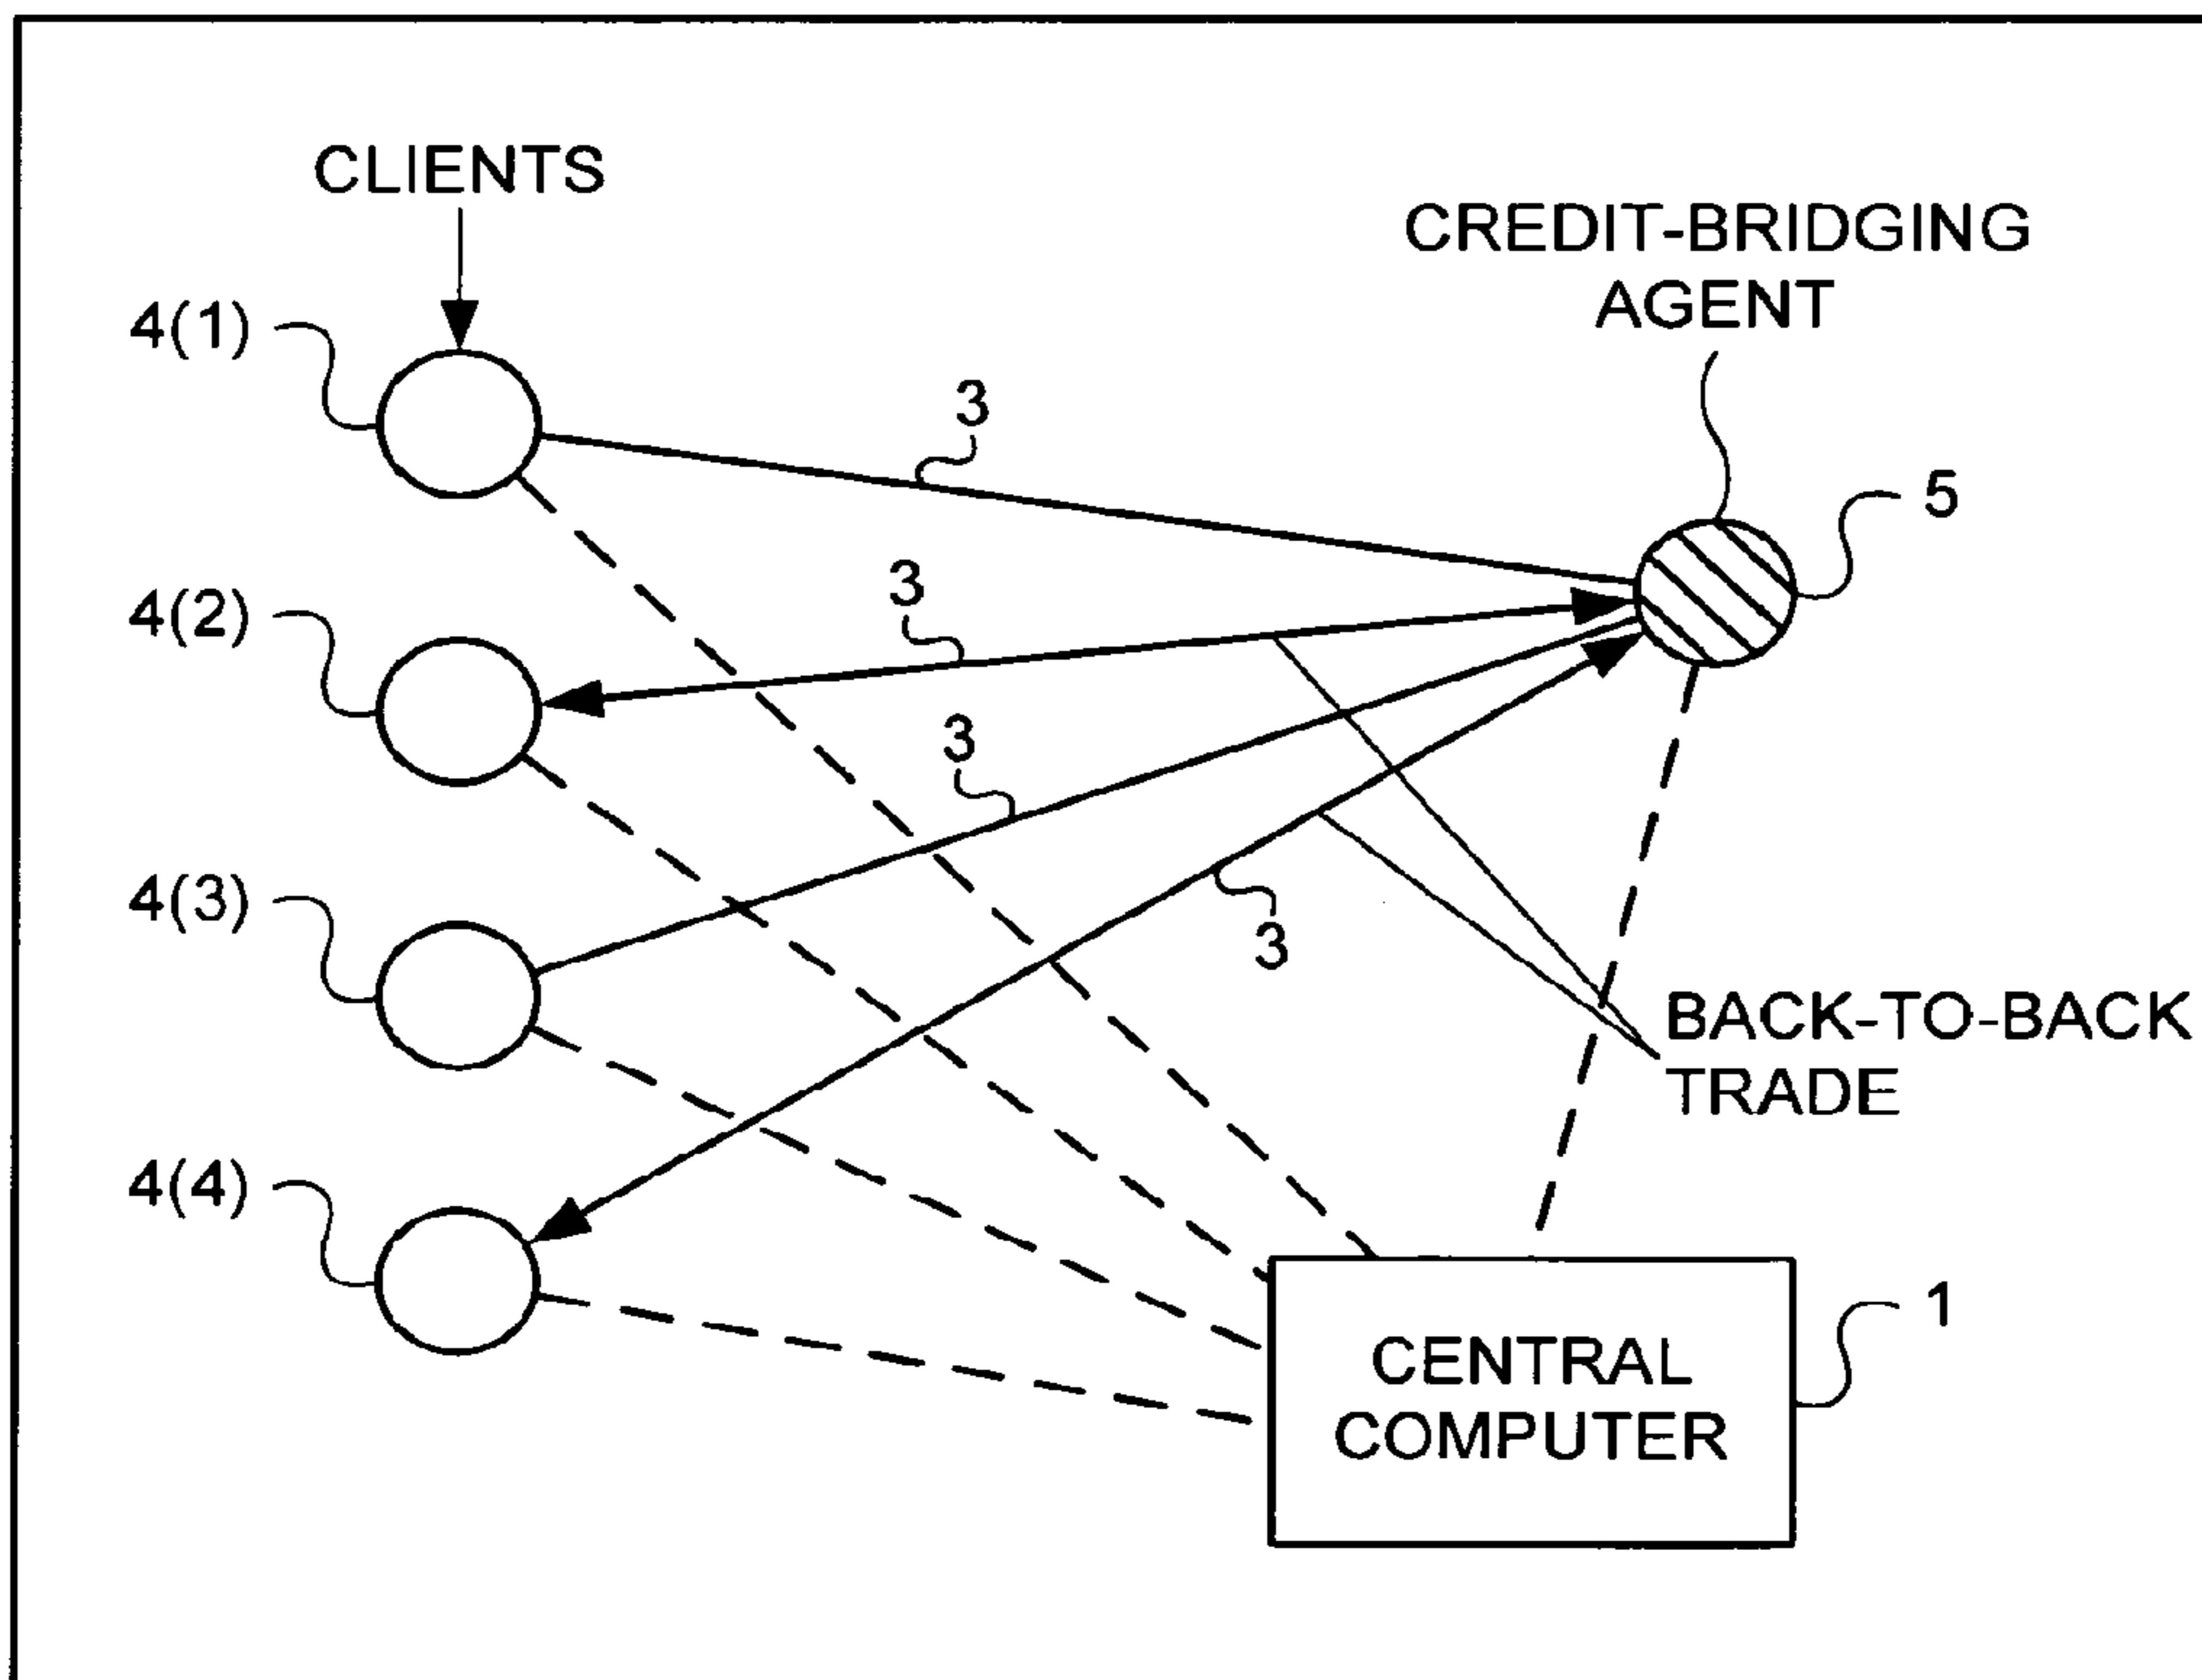 CLIENTS
CREDIT-BRIDGING
AGENT
4(1)
3
5
4(2)
3
3
4(3)
3
BACK-TO-BACK
TRADE
4(4)
1
CENTRAL
COMPUTER